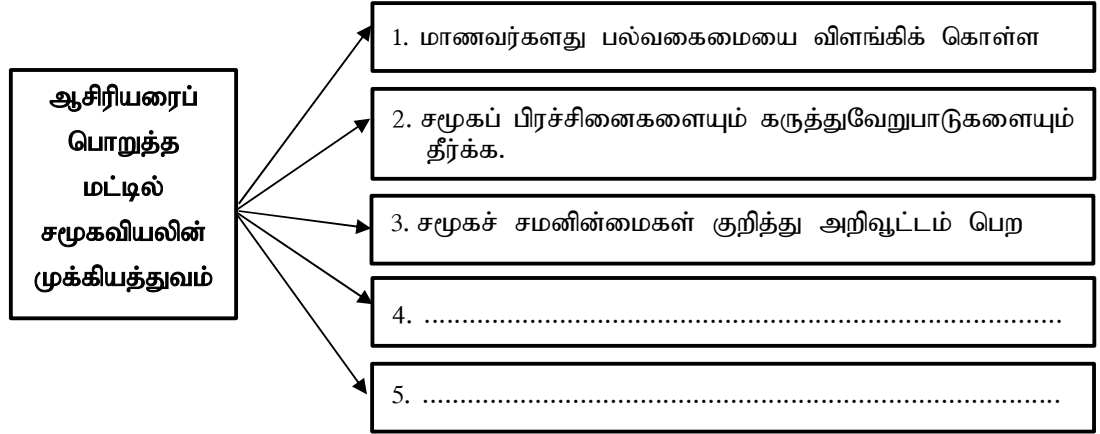 ஆசிரியரைப்
பொறுத்த
மட்டில்
சமூகவியலின்
முக்கியத்துவம்
1. மாணவர்களது பல்வகைமையை விளங்கிக் கொள்ள
2. சமூகப் பிரச்சினைகளையும் கருத்துவேறுபாடுகளையும்
தீர்க்க.
3. சமூகச் சமனின்மைகள் குறித்து அறிவூட்டம் பெற
4. .....................................................................................
5. .....................................................................................